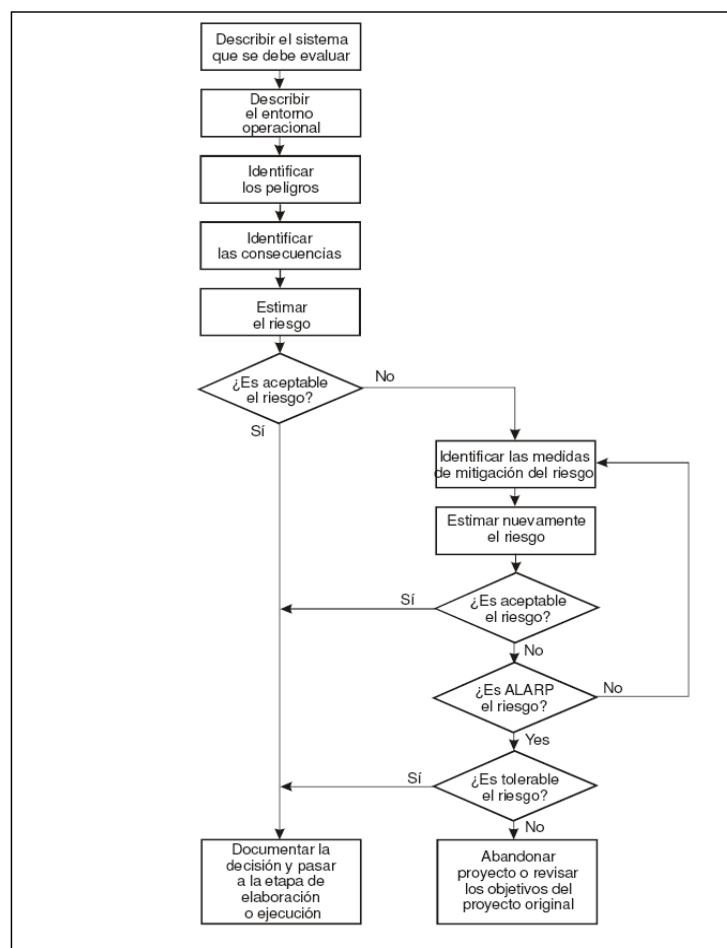 Describir el sistema
que se debe evaluar
Describir
el entorno
operacional
Identificar
los peligros
Identificar
las consecuencias
Estimar
el riesgo
¿Es aceptable
el riesgo?
No
Sí
Identificar las medidas
de mitigación del riesgo
Estimar nuevamente
el riesgo
¿Es aceptable
el riesgo?
Sí
No
¿Es ALARP
el riesgo?
No
Yes
¿Es tolerable
el riesgo?
Sí
No
Documentar la
decisión y pasar
a la etapa de
elaboración
o ejecución
Abandonar
proyecto o revisar
los objetivos del
proyecto original